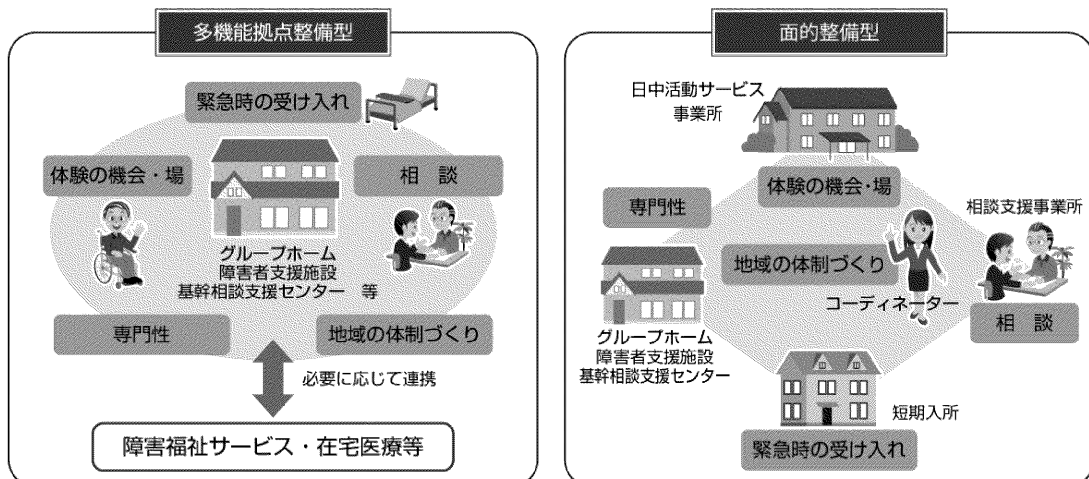 多機能拠点整備型
緊急時の受け入れ
体験の機会・場
相 談
グループホーム
障害者支援施設
基幹相談支援センター 等
専門性
地域の体制づくり
必要に応じて連携
障害福祉サービス・在宅医療等
面的整備型
日中活動サービス
事業所
体験の機会・場
専門性
相談支援事業所
地域の体制づくり
コーディネーター
相 談
グループホーム
障害者支援施設
基幹相談支援センター
短期入所
緊急時の受け入れ